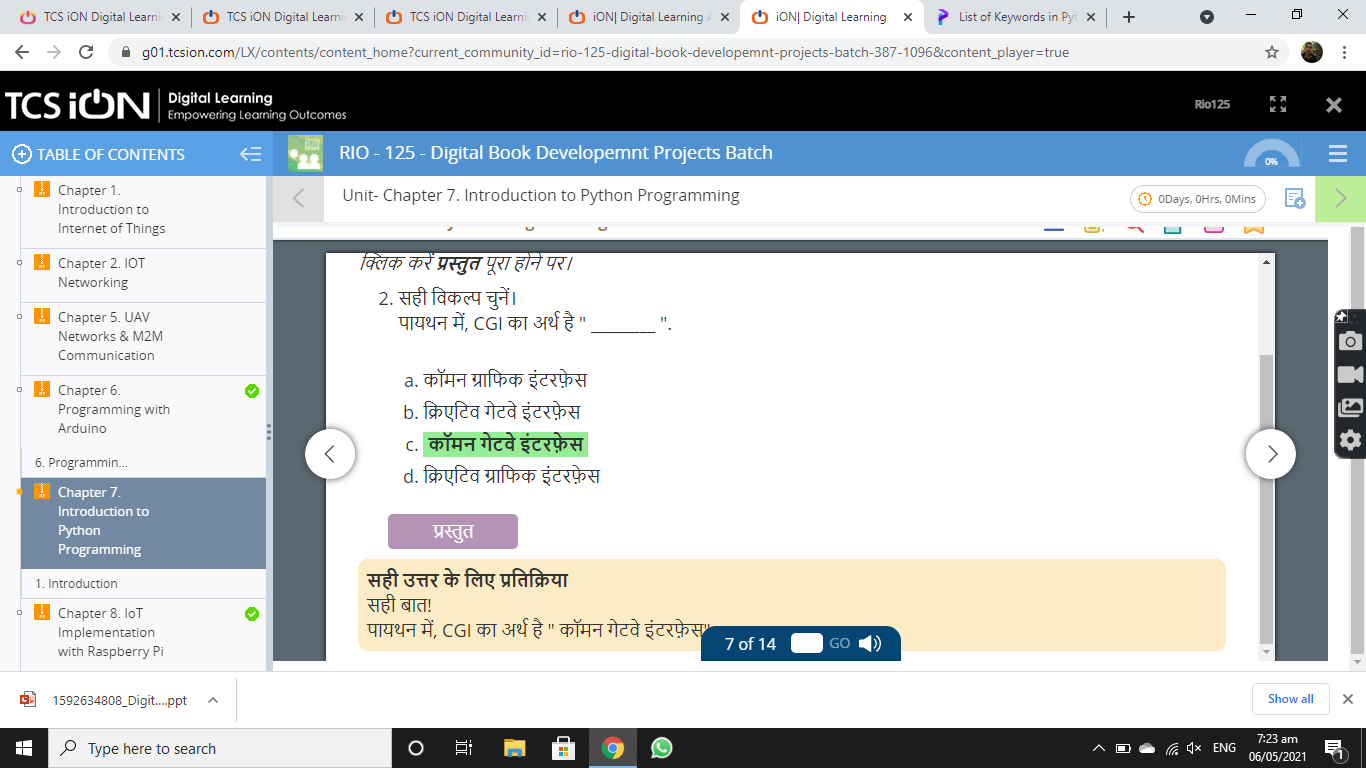 TCS iON Digital Learni
TCS iON Digital Learni
TCS iON Digital Learni
iON| Digital Learning A
iON| Digital Learning
List of Keywords in Pyt
g01.tcsion.com/LX/contents/content_home?current_community_id=rio-125-digital-book-developemnt-projects-batch-387-1096&content_player=true
TCS iON
Digital Learning
Empowering Learning Outcomes
Rio125
TABLE OF CONTENTS
RIO - 125 - Digital Book Developemnt Projects Batch
0%
Unit- Chapter 7. Introduction to Python Programming
0Days, 0Hrs, 0Mins
Chapter 1.
Introduction to
Internet of Things
Chapter 2. IOT
Networking
Chapter 5. UAV
Networks & M2M
Communication
Chapter 6.
Programming with
Arduino
6. Programmin...
Chapter 7.
Introduction to
Python
Programming
1. Introduction
Chapter 8. IoT
Implementation
with Raspberry Pi
क्लिक करें प्रस्तुत पूरा होने पर।
2. सही विकल्प चुनें।
पायथन में, CGI का अर्थ है " ________ ".
a. कॉमन ग्राफिक इंटरफ़ेस
b. क्रिएटिव गेटवे इंटरफ़ेस
c. कॉमन गेटवे इंटरफ़ेस
d. क्रिएटिव ग्राफिक इंटरफ़ेस
प्रस्तुत
सही उत्तर के लिए प्रतिक्रिया
सही बात!
पायथन में, CGI का अर्थ है " कॉमन गेटवे इंटरफ़ेस"
7 of 14 GO
1592634808_Digit....ppt
Show all
Type here to search
ENG
7:23 am
06/05/2021
1